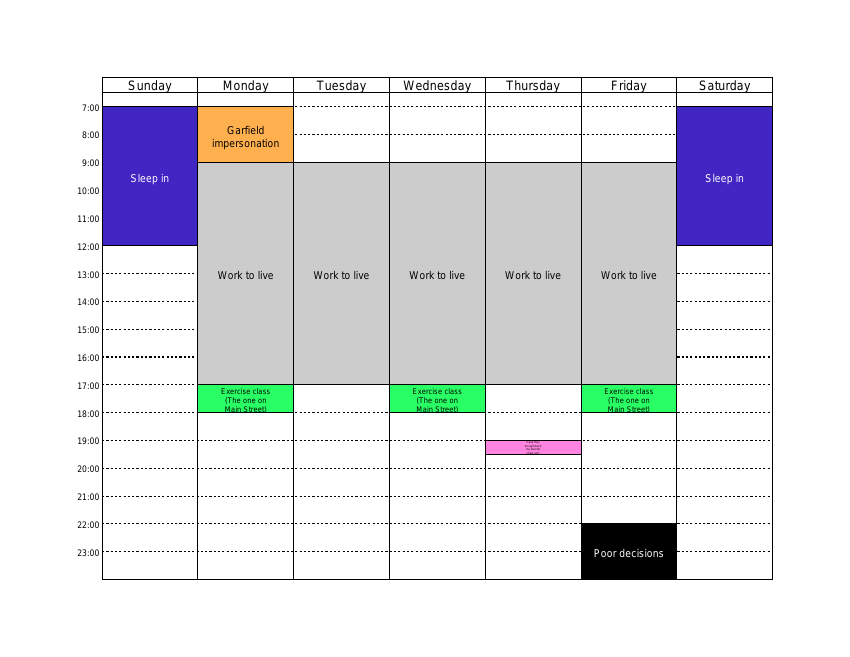 Sunday Monday Tuesday Wednesday Thursday Friday Saturday
7:00
Garfield
8:00
impersonation
9:00
Sleep in Sleep in
10:00
11:00
12:00
13:00
Work to live Work to live Work to live Work to live Work to live
14:00
15:00
16:00
17:00
Exercise class Exercise class Exercise class
(The one on (The one on (The one on
Main Street) Main Street) Main Street)
18:00
19:00
20:00
21:00
22:00
23:00
Poor decisions